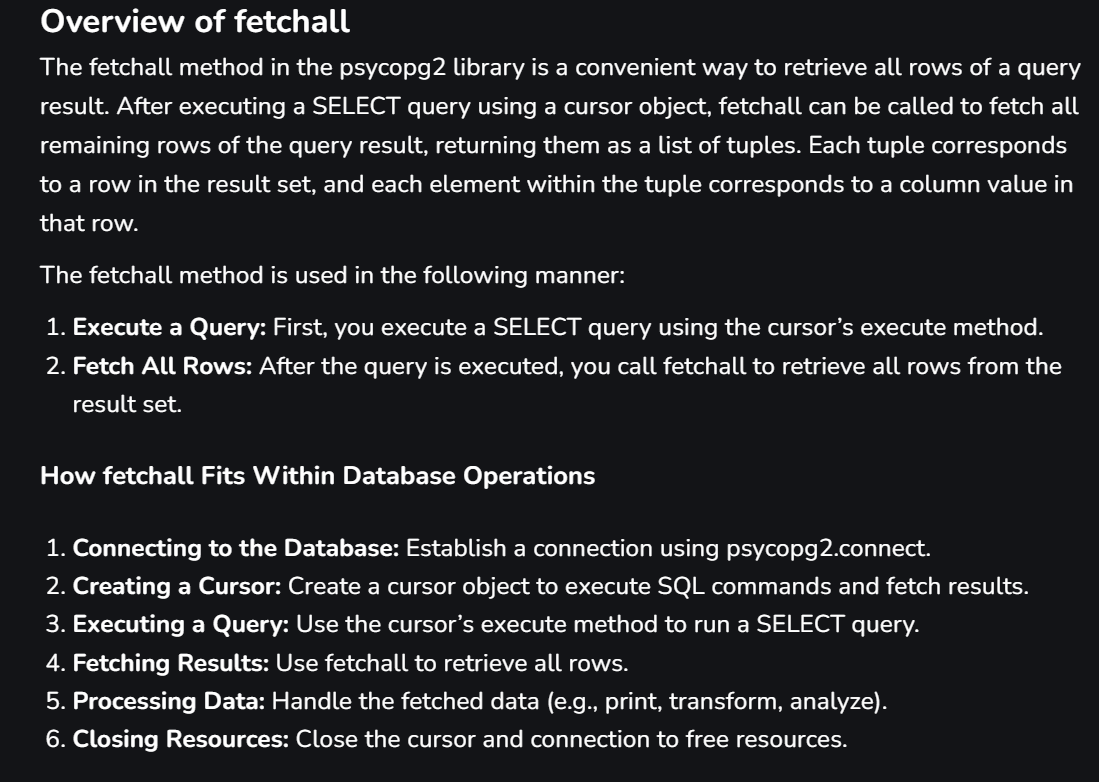 Overview of fetchall
The fetchall method in the psycopg2 library is a convenient way to retrieve all rows of a query
result. After executing a SELECT query using a cursor object, fetchall can be called to fetch all
remaining rows of the query result, returning them as a list of tuples. Each tuple corresponds
to a row in the result set, and each element within the tuple corresponds to a column value in
that row.
The fetchall method is used in the following manner:
1. Execute a Query: First, you execute a SELECT query using the cursor’s execute method.
2. Fetch All Rows: After the query is executed, you call fetchall to retrieve all rows from the
result set.
How fetchall Fits Within Database Operations
1. Connecting to the Database: Establish a connection using psycopg2.connect.
2. Creating a Cursor: Create a cursor object to execute SQL commands and fetch results.
3. Executing a Query: Use the cursor’s execute method to run a SELECT query.
4. Fetching Results: Use fetchall to retrieve all rows.
5. Processing Data: Handle the fetched data (e.g., print, transform, analyze).
6. Closing Resources: Close the cursor and connection to free resources.